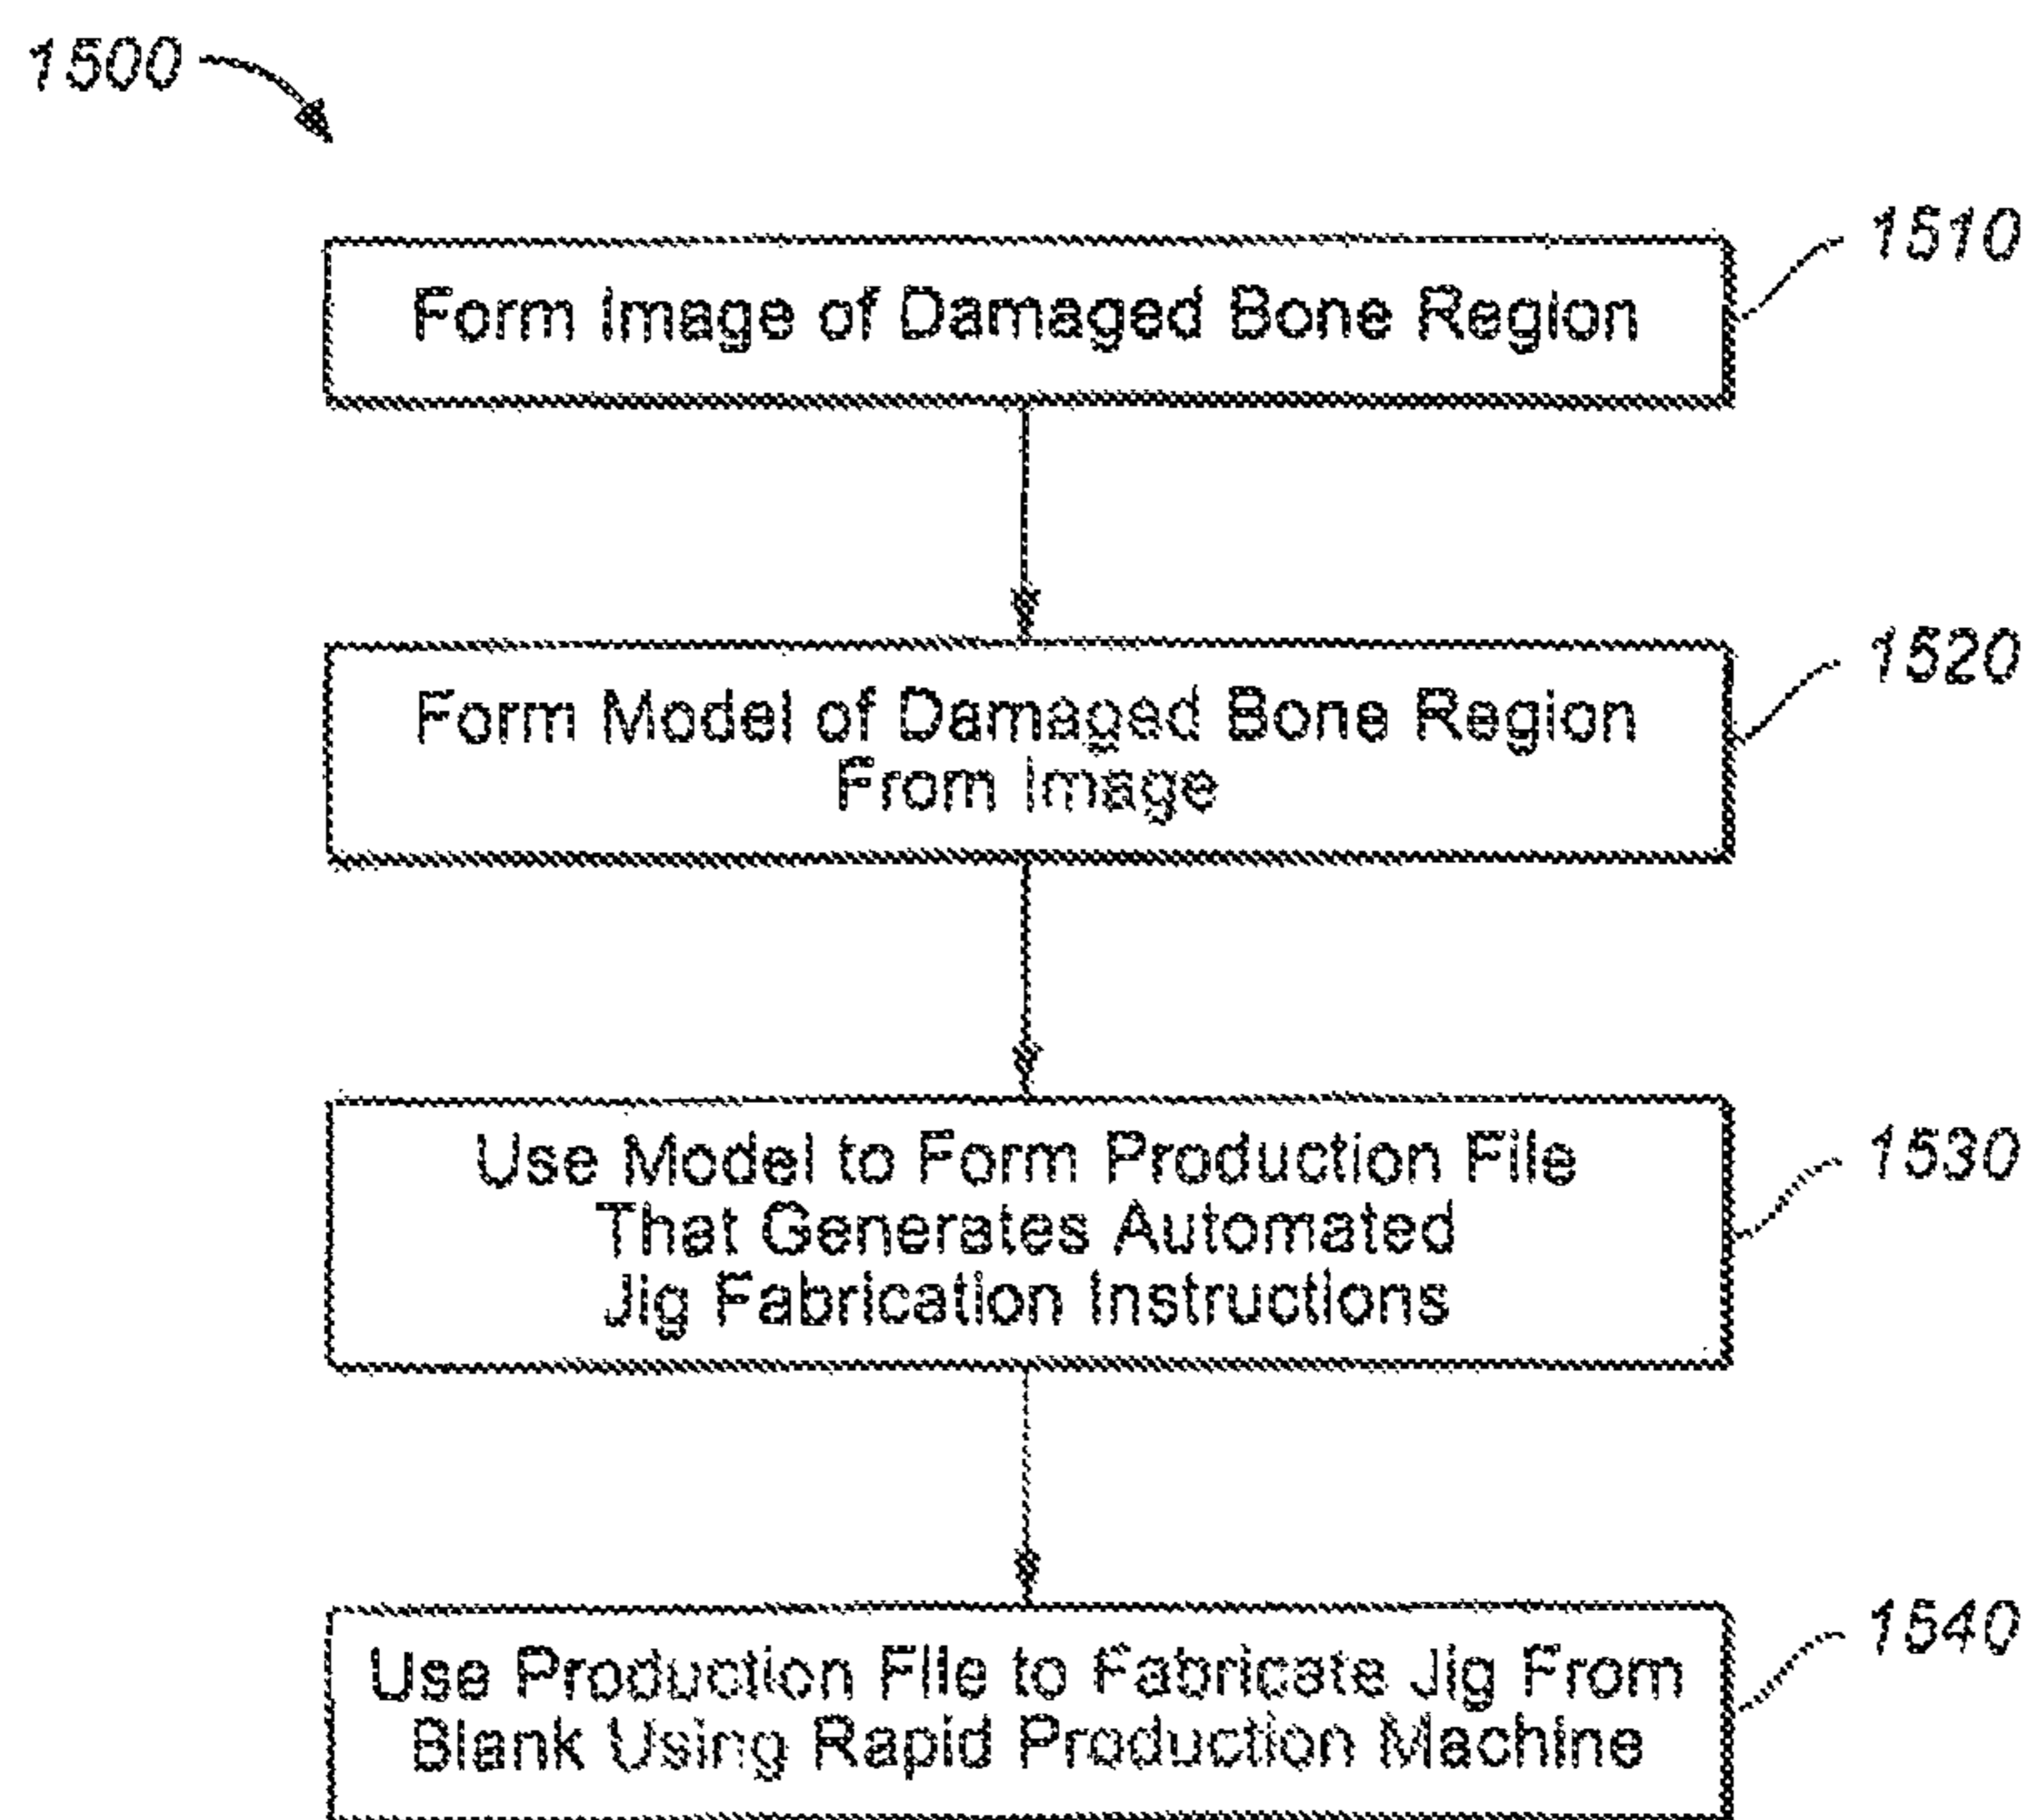 1500
1510
Form Image of Damaged Bone Region
1520
Form Model of Damaged Bone Region
From Image
1530
Use Model to Form Production File
That Generates Automated
Jig Fabrication Instructions
1540
Use Production File to Fabricate Jig From
Blank Using Rapid Production Machine